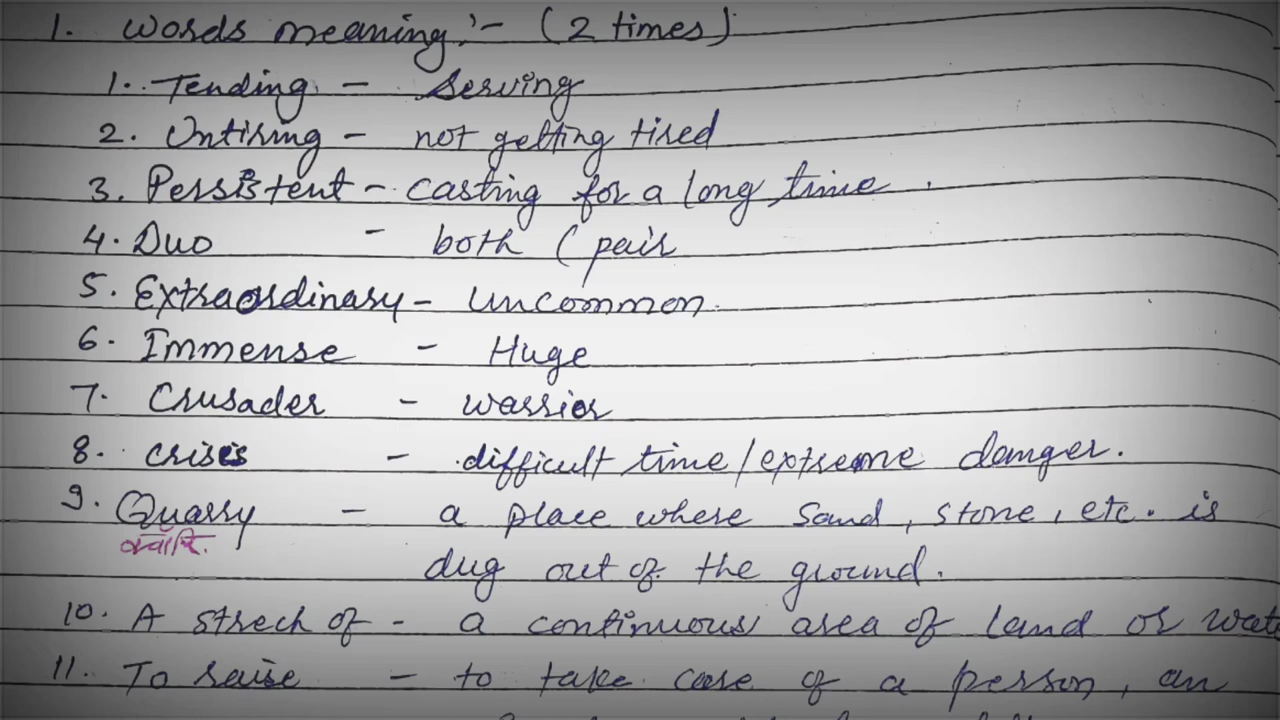 1. Words meaning :- (2 times)
1. Tending - Serving
2. Untiring - not getting tired
3. Persistent - casting for a long time.
4. Duo - both (pair
5. Extraordinary - uncommon.
6. Immense - Huge
7. Crusader - warrior
8. crisis - difficult time/extreme danger.
9. Quarry - a place where sand, stone, etc. is
क्वॉरि.
dug out of the ground.
10. A strech of - a continuous area of land or wat
11. To raise - to take care of a person, an